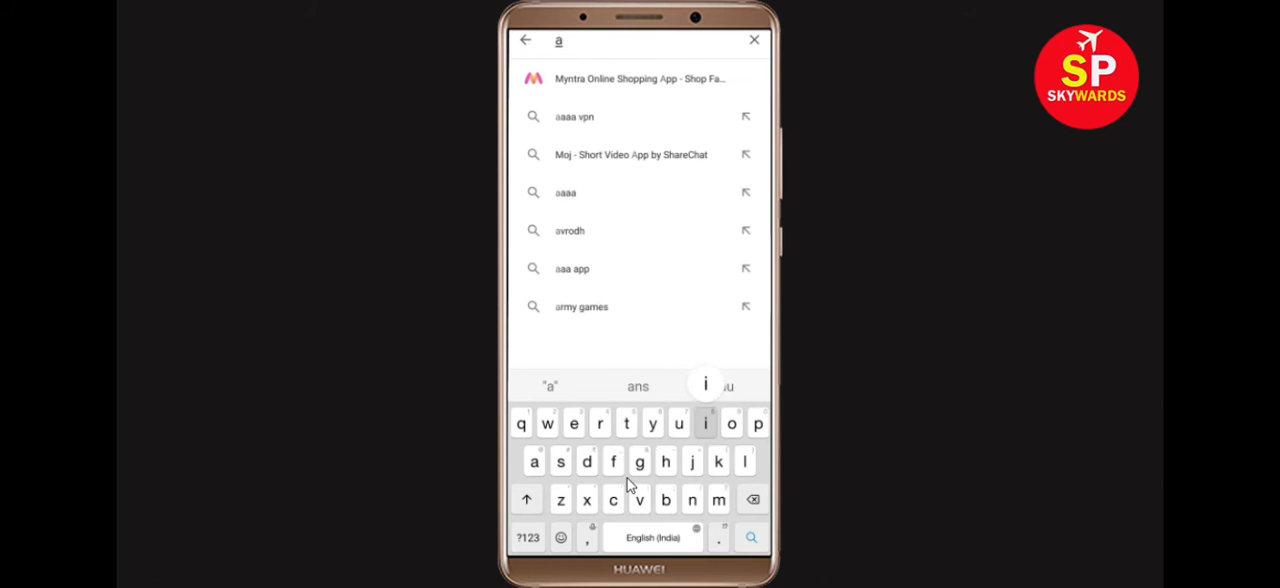 a
SP
SKYWARDS
Myntra Online Shopping App - Shop Fa...
aaaa vpn
Moj - Short Video App by ShareChat
aaaa
avrodh
aaa app
army games
"a" ans
i
q w e r t y u i o p
a s d f g h j k l
z x c v b n m
?123 , English (India) .
HUAWEI